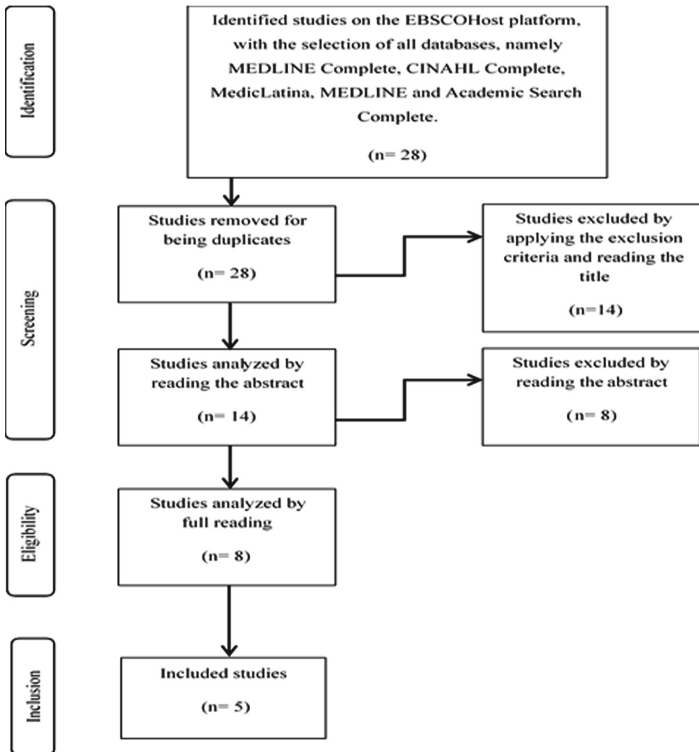 Identification
Identified studies on the EBSCOHost platform,
with the selection of all databases, namely
MEDLINE Complete, CINAHL Complete,
MedicLatina, MEDLINE and Academic Search
Complete.
(n= 28)
Screening
Studies removed for
being duplicates
(n= 28)
Studies excluded by
applying the exclusion
criteria and reading the
title
(n=14)
Studies analyzed by
reading the abstract
(n= 14)
Studies excluded by
reading the abstract
(n= 8)
Eligibility
Studies analyzed by
full reading
(n= 8)
Inclusion
Included studies
(n= 5)